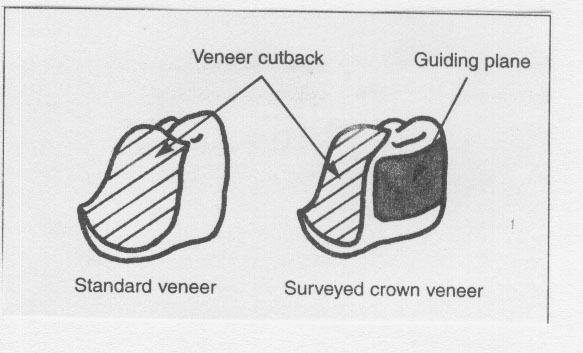 Veneer cutback
Guiding plane
Standard veneer
Surveyed crown veneer